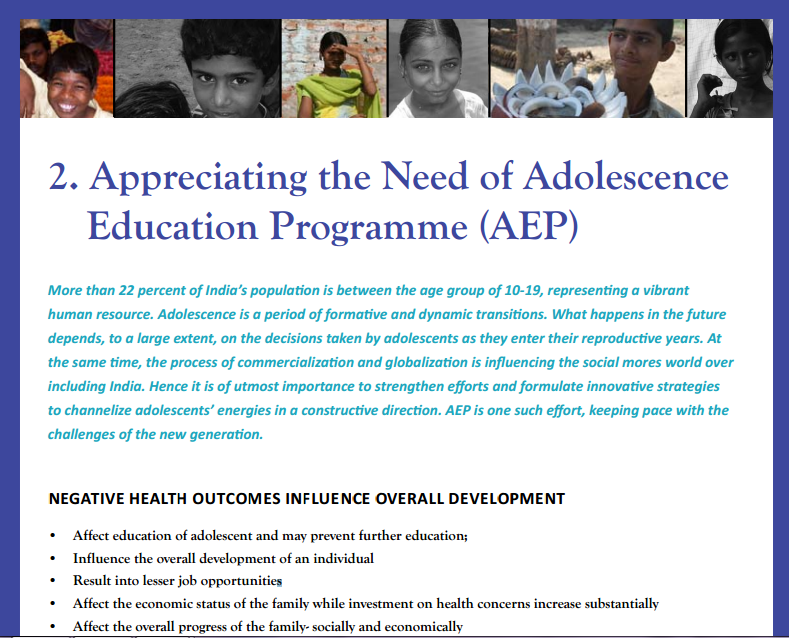 2. Appreciating the Need of Adolescence
Education Programme (AEP)
More than 22 percent of India's population is between the age group of 10-19, representing a vibrant
human resource. Adolescence is a period of formative and dynamic transitions. What happens in the future
depends, to a large extent, on the decisions taken by adolescents as they enter their reproductive years. At
the same time, the process of commercialization and globalization is influencing the social mores world over
including India. Hence it is of utmost importance to strengthen efforts and formulate innovative strategies
to channelize adolescents' energies in a constructive direction. AEP is one such effort, keeping pace with the
challenges of the new generation.
NEGATIVE HEALTH OUTCOMES INFLUENCE OVERALL DEVELOPMENT
• Affect education of adolescent and may prevent further education;
• Influence the overall development of an individual
• Result into lesser job opportunities
• Affect the economic status of the family while investment on health concerns increase substantially
• Affect the overall progress of the family- socially and economically